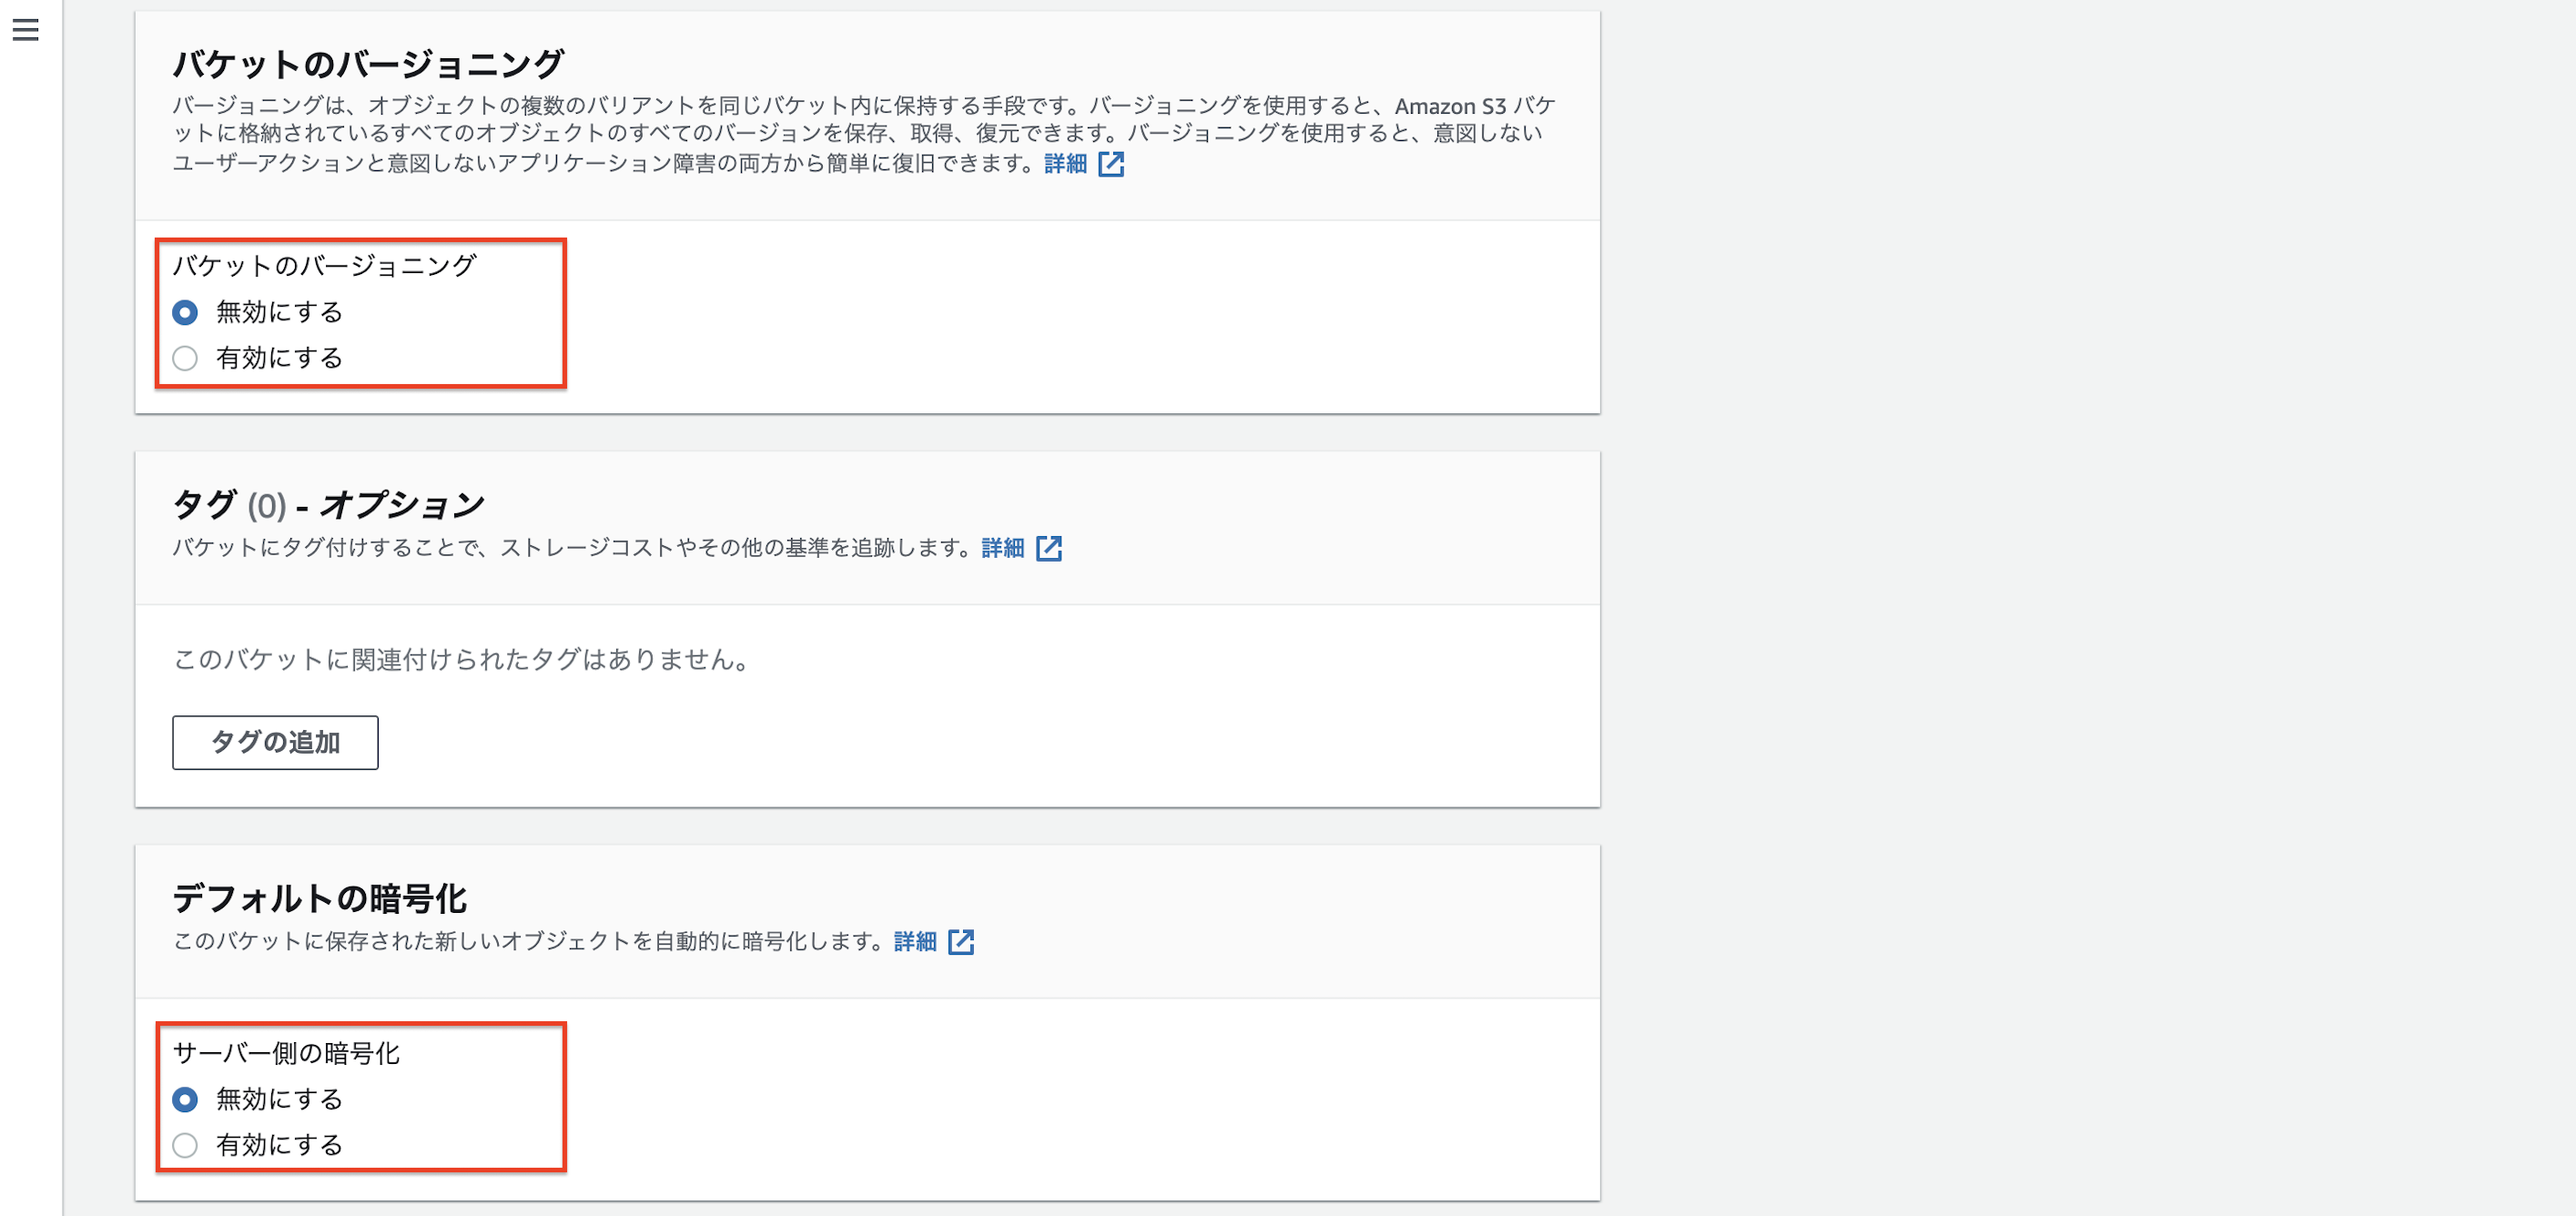 バケットのバージョニング
バージョニングは、オブジェクトの複数のバリアントを同じバケット内に保持する手段です。バージョニングを使用すると、Amazon S3 バケ
ットに格納されているすべてのオブジェクトのすべてのバージョンを保存、取得、復元できます。バージョニングを使用すると、意図しない
ユーザーアクションと意図しないアプリケーション障害の両方から簡単に復旧できます。詳細
バケットのバージョニング
無効にする
有効にする
タグ (0) - オプション
バケットにタグ付けすることで、ストレージコストやその他の基準を追跡します。詳細
このバケットに関連付けられたタグはありません。
タグの追加
デフォルトの暗号化
このバケットに保存された新しいオブジェクトを自動的に暗号化します。詳細
サーバー側の暗号化
無効にする
有効にする